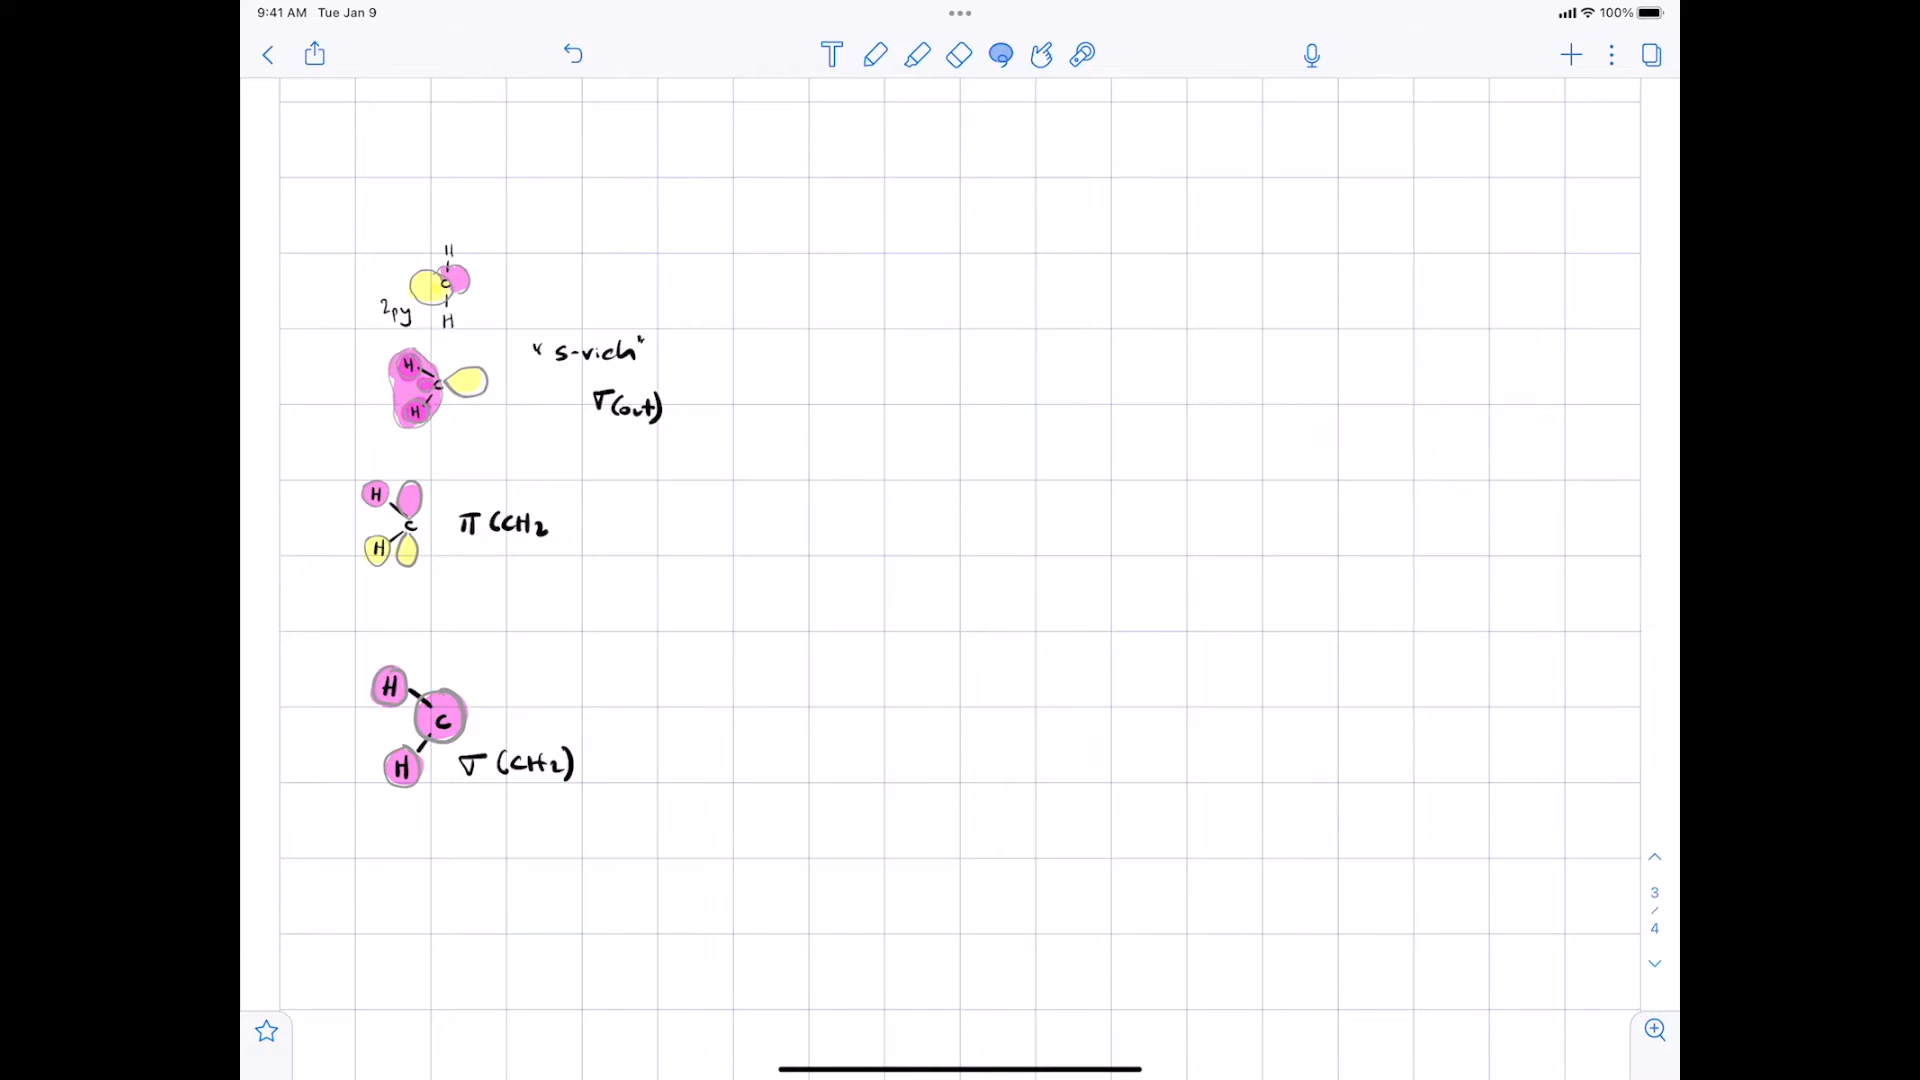 9:41 AM Tue Jan 9
100%
H
C
2py H
"s-rich"
H
C
H
σ(out)
H
C
π (CH2
H
H
C
H
σ (CH2)
3
/
4